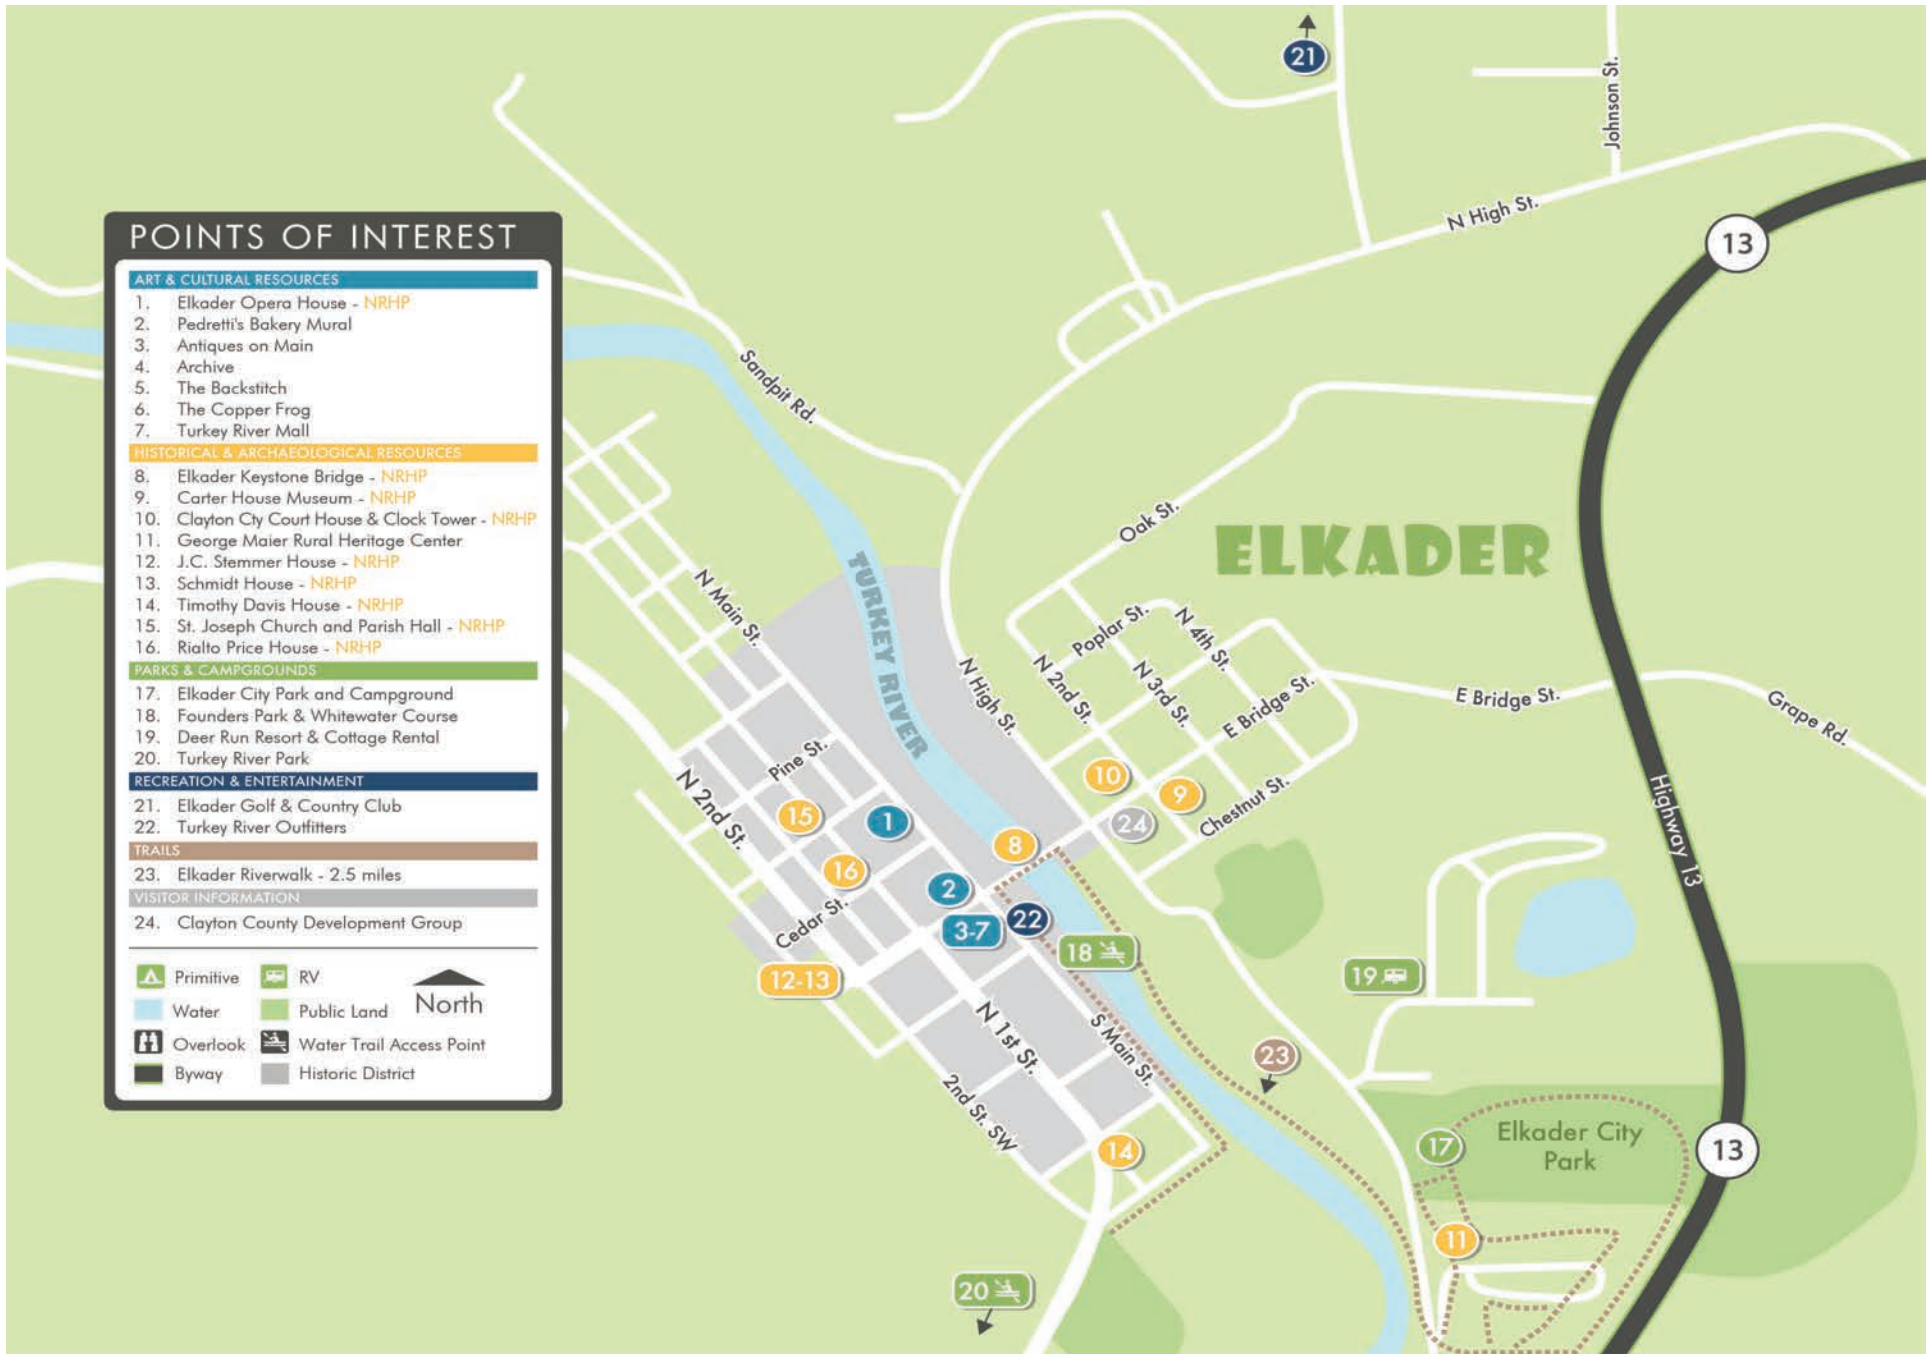 POINTS OF INTEREST
ART & CULTURAL RESOURCES
1. Elkader Opera House - NRHP
2. Pedretti's Bakery Mural
3. Antiques on Main
4. Archive
5. The Backstitch
6. The Copper Frog
7. Turkey River Mall
HISTORICAL & ARCHAEOLOGICAL RESOURCES
8. Elkader Keystone Bridge - NRHP
9. Carter House Museum - NRHP
10. Clayton Cty Court House & Clock Tower - NRHP
11. George Maier Rural Heritage Center
12. J.C. Stemmer House - NRHP
13. Schmidt House - NRHP
14. Timothy Davis House - NRHP
15. St. Joseph Church and Parish Hall - NRHP
16. Rialto Price House - NRHP
PARKS & CAMPGROUNDS
17. Elkader City Park and Campground
18. Founders Park & Whitewater Course
19. Deer Run Resort & Cottage Rental
20. Turkey River Park
RECREATION & ENTERTAINMENT
21. Elkader Golf & Country Club
22. Turkey River Outfitters
TRAILS
23. Elkader Riverwalk - 2.5 miles
VISITOR INFORMATION
24. Clayton County Development Group
Primitive
RV
North
Water
Public Land
Overlook
Water Trail Access Point
Byway
Historic District
21
Johnson St.
N High St.
13
Sandpit Rd.
Oak St.
ELKADER
TURKEY RIVER
N Main St.
Poplar St.
N 4th St.
N 2nd St.
N 3rd St.
N High St.
E Bridge St.
E Bridge St.
Grape Rd.
Pine St.
N 2nd St.
10
9
Chestnut St.
24
Highway 13
15
1
8
16
2
Cedar St.
3-7
22
18
12-13
19
N 1st St.
S Main St.
23
2nd St. SW
14
17
Elkader City
Park
13
11
20